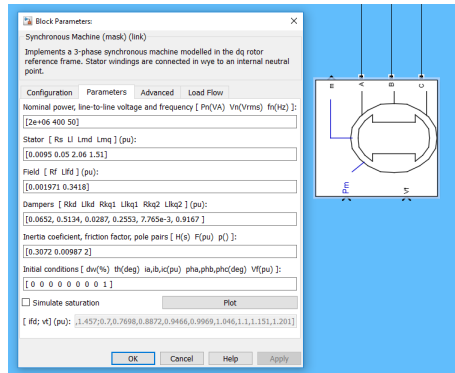 Block Parameters:
Synchronous Machine (mask) (link)
Implements a 3-phase synchronous machine modelled in the dq rotor
reference frame. Stator windings are connected in wye to an internal neutral
point.
Configuration Parameters Advanced Load Flow
Nominal power, line-to-line voltage and frequency [ Pn(VA) Vn(Vrms) fn(Hz) ]:
[2e+06 400 50]
Stator [ Rs Ll Lmd Lmq ] (pu):
[0.0095 0.05 2.06 1.51]
Field [ Rf Llfd ] (pu):
[0.001971 0.3418]
Dampers [ Rkd Llkd Rkq1 Llkq1 Rkq2 Llkq2 ] (pu):
[0.0652, 0.5134, 0.0287, 0.2553, 7.765e-3, 0.9167 ]
Inertia coeficient, friction factor, pole pairs [ H(s) F(pu) p() ]:
[0.3072 0.00987 2]
Initial conditions [ dw(%) th(deg) ia,ib,ic(pu) pha,phb,phc(deg) Vf(pu) ]:
[ 0 0 0 0 0 0 0 0 1 ]
Simulate saturation Plot
[ ifd; vt] (pu): ,1.457;0.7,0.7698,0.8872,0.9466,0.9969,1.046,1.1,1.151,1.201]
OK Cancel Help Apply
m A B C
Pm Vf